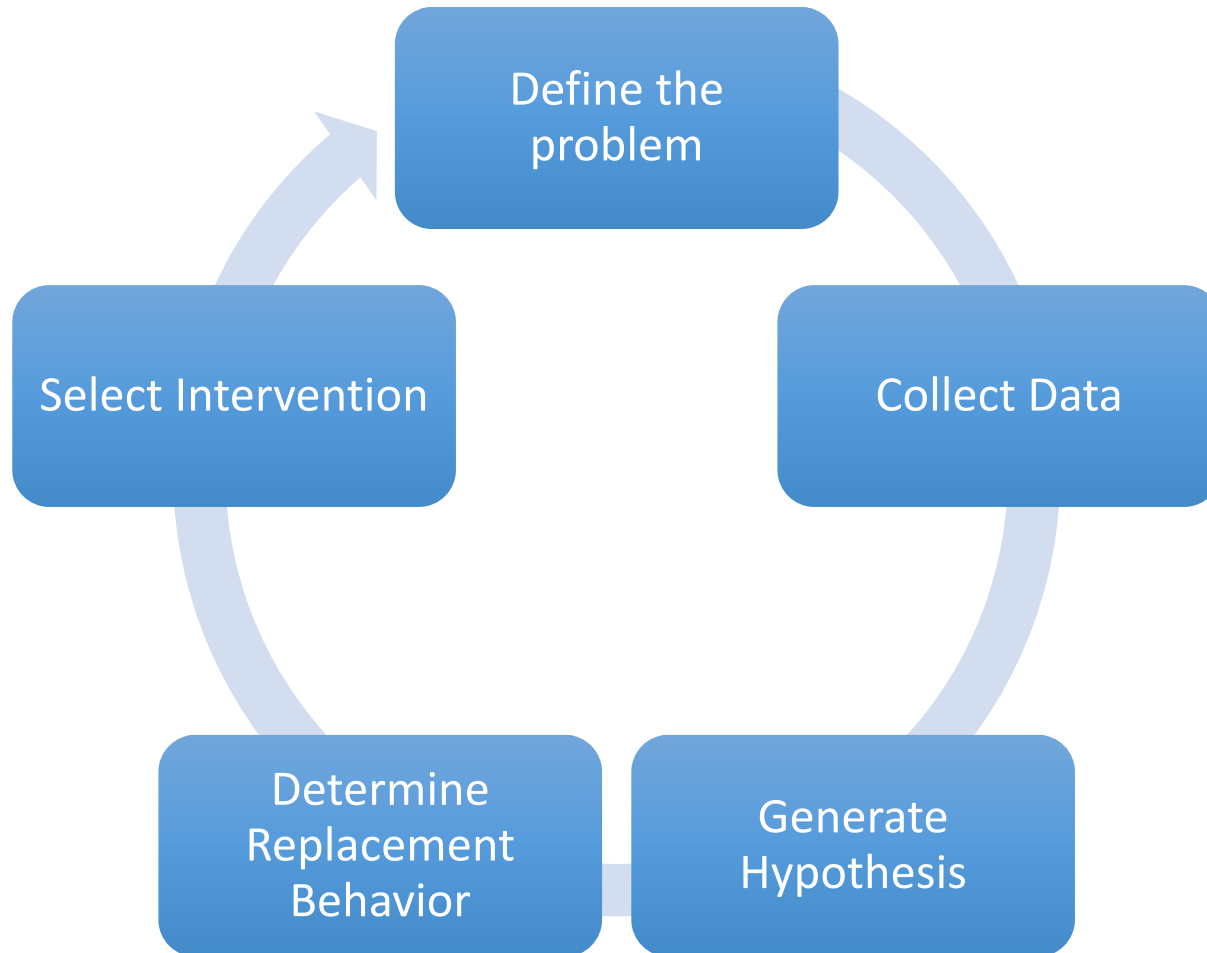 Define the
problem
Collect Data
Generate
Hypothesis
Determine
Replacement
Behavior
Select Intervention